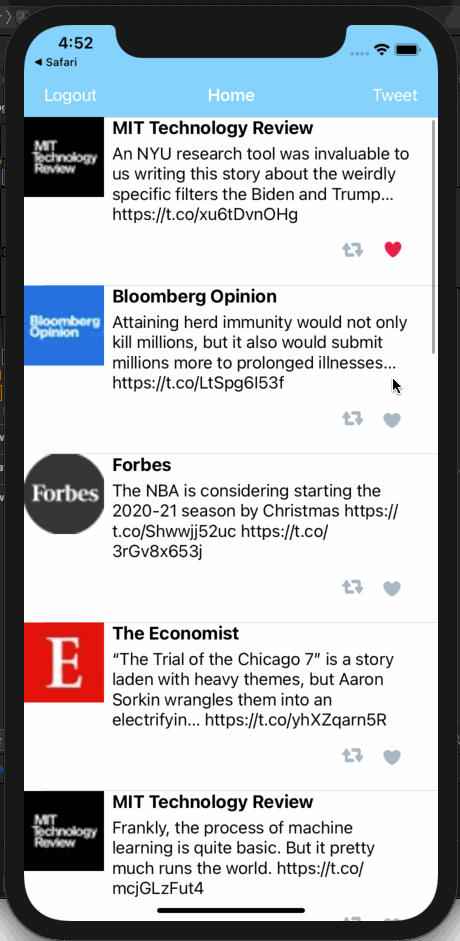 4:52
◀ Safari
Logout Home Tweet
MIT Technology Review
MIT Technology Review
An NYU research tool was invaluable to
us writing this story about the weirdly
specific filters the Biden and Trump...
https://t.co/xu6tDvnOHg
Bloomberg Opinion
Bloomberg Opinion
Attaining herd immunity would not only
kill millions, but it also would submit
millions more to prolonged illnesses...
https://t.co/LtSpg6I53f
Forbes
Forbes
The NBA is considering starting the
2020-21 season by Christmas https://
t.co/Shwwjj52uc https://t.co/
3rGv8x653j
E
The Economist
“The Trial of the Chicago 7” is a story
laden with heavy themes, but Aaron
Sorkin wrangles them into an
electrifyin... https://t.co/yhXZqarn5R
MIT Technology Review
MIT Technology Review
Frankly, the process of machine
learning is quite basic. But it pretty
much runs the world. https://t.co/
mcjGLzFut4